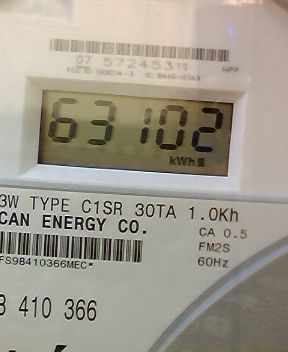 07 57245311
63102
kWh
3W TYPE C1SR 30TA 1.0Kh
CAN ENERGY CO.
CA 0.5
FM2S
FS98410366MEC*
60Hz
410 366